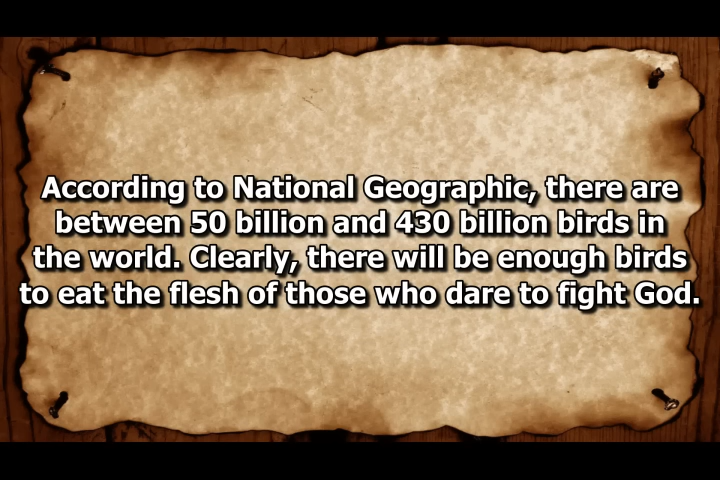 According to National Geographic, there are
between 50 billion and 430 billion birds in
the world. Clearly, there will be enough birds
to eat the flesh of those who dare to fight God.